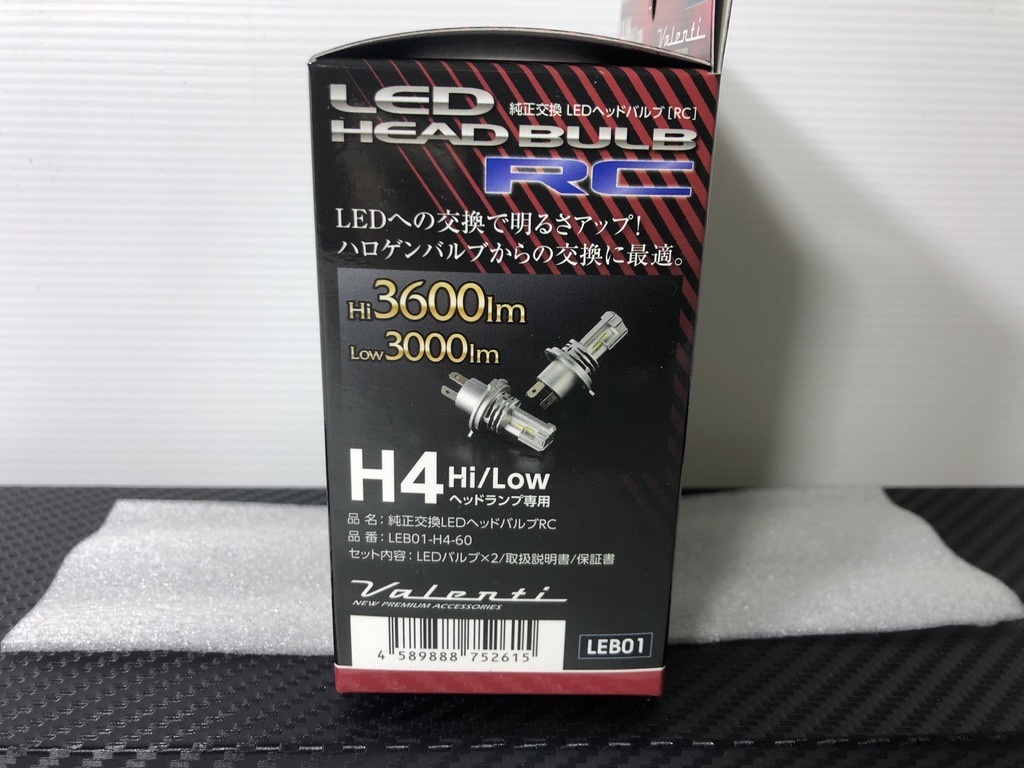 Valenti
LED
純正交換 LEDヘッドバルブ[RC]
HEAD BULB
RC
LEDへの交換で明るさアップ!
ハロゲンバルブからの交換に最適。
Hi 3600lm
Low 3000lm
H4 Hi/Low
ヘッドランプ専用
品 名:純正交換LEDヘッドバルブRC
品 番:LEB01-H4-60
セット内容:LEDバルブ×2/取扱説明書/保証書
Valenti
NEW PREMIUM ACCESSORIES
4 589888 752615
LEB01